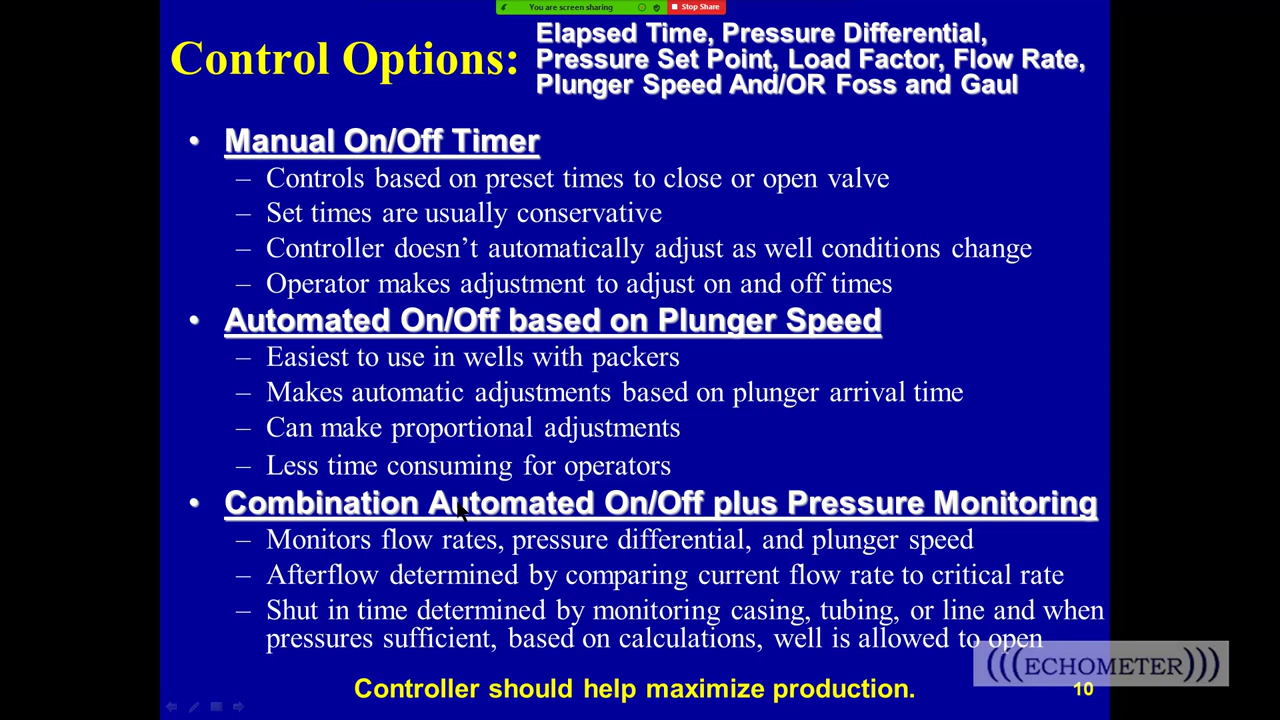 You are screen sharing
Stop Share
Control Options:
Elapsed Time, Pressure Differential,
Pressure Set Point, Load Factor, Flow Rate,
Plunger Speed And/OR Foss and Gaul
• Manual On/Off Timer
– Controls based on preset times to close or open valve
– Set times are usually conservative
– Controller doesn’t automatically adjust as well conditions change
– Operator makes adjustment to adjust on and off times
• Automated On/Off based on Plunger Speed
– Easiest to use in wells with packers
– Makes automatic adjustments based on plunger arrival time
– Can make proportional adjustments
– Less time consuming for operators
• Combination Automated On/Off plus Pressure Monitoring
– Monitors flow rates, pressure differential, and plunger speed
– Afterflow determined by comparing current flow rate to critical rate
– Shut in time determined by monitoring casing, tubing, or line and when
pressures sufficient, based on calculations, well is allowed to open
(((ECHOMETER)))
Controller should help maximize production.
10